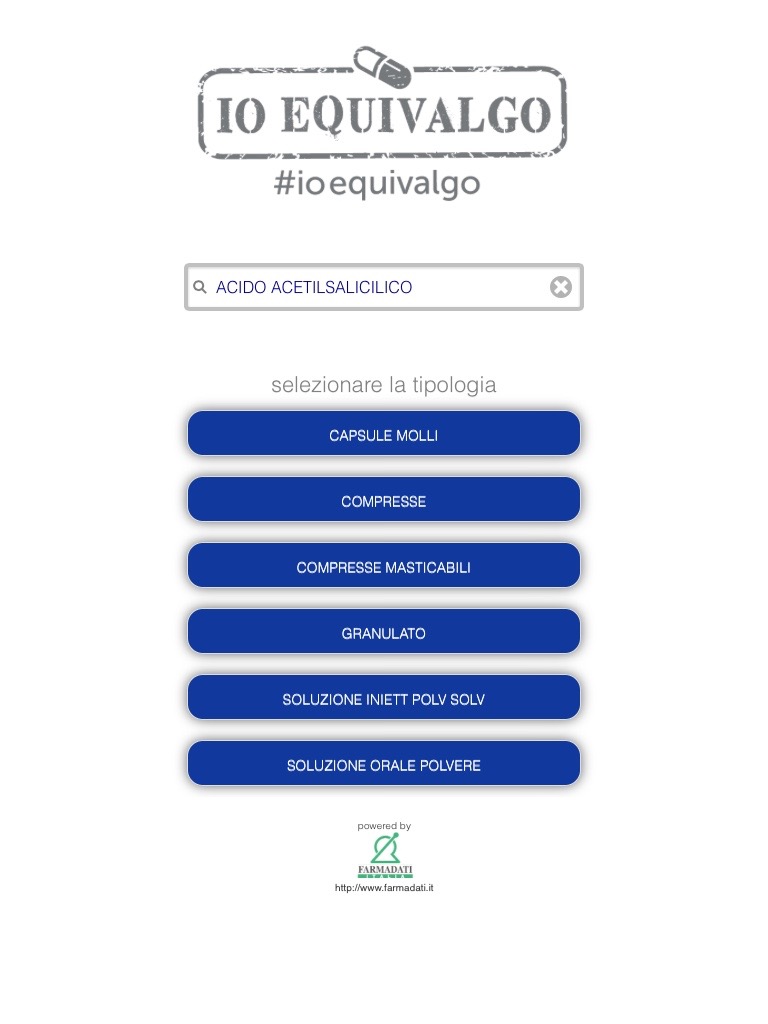 IO EQUIVALGO
#ioequivalgo
ACIDO ACETILSALICILICO
selezionare la tipologia
CAPSULE MOLLI
COMPRESSE
COMPRESSE MASTICABILI
GRANULATO
SOLUZIONE INIETT POLV SOLV
SOLUZIONE ORALE POLVERE
powered by
FARMADATI
ITALIA
http://www.farmadati.it